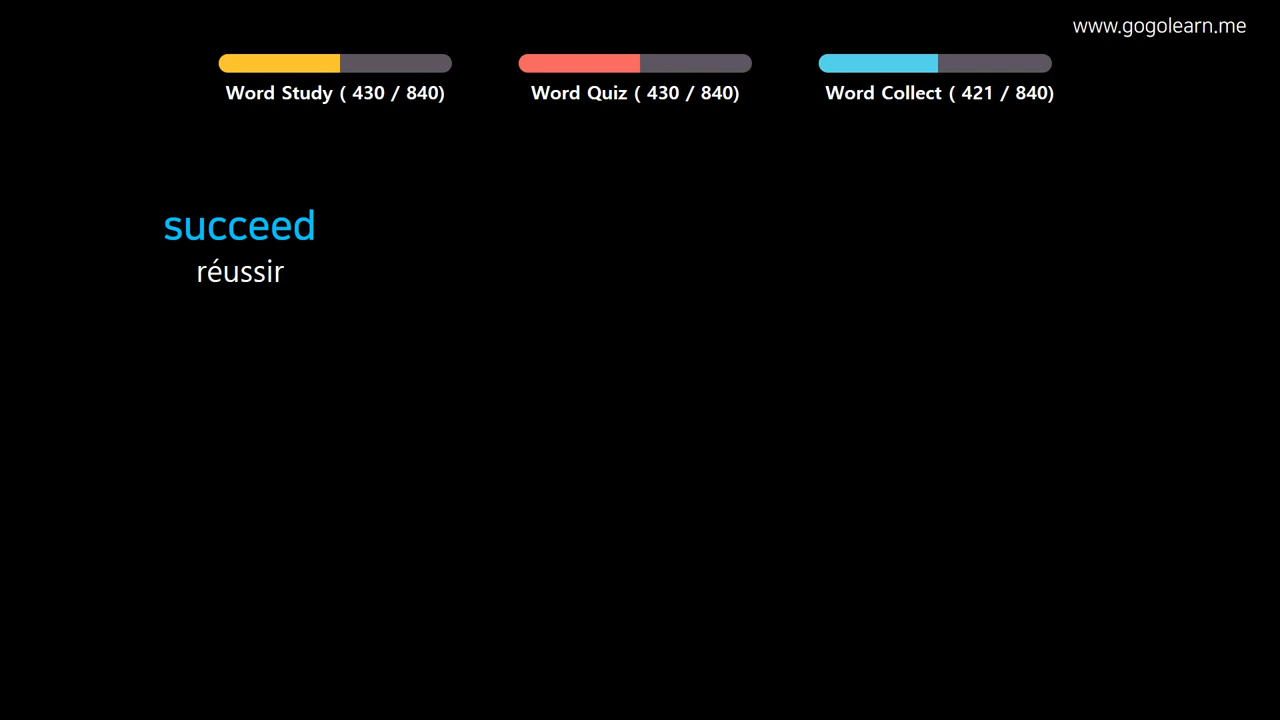 www.gogolearn.me
Word Study ( 430 / 840)
Word Quiz ( 430 / 840)
Word Collect ( 421 / 840)
succeed
réussir